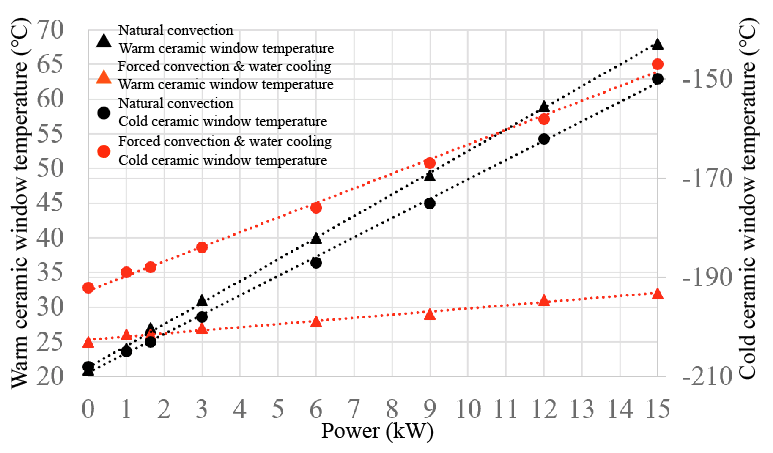 Natural convection
Warm ceramic window temperature
Forced convection & water cooling
Warm ceramic window temperature
Natural convection
Cold ceramic window temperature
Forced convection & water cooling
Cold ceramic window temperature
Warm ceramic window temperature (°C)
70
65
60
55
50
45
40
35
30
25
20
Cold ceramic window temperature (°C)
-150
-170
-190
-210
0 1 2 3 4 5 6 7 8 9 10 11 12 13 14 15
Power (kW)